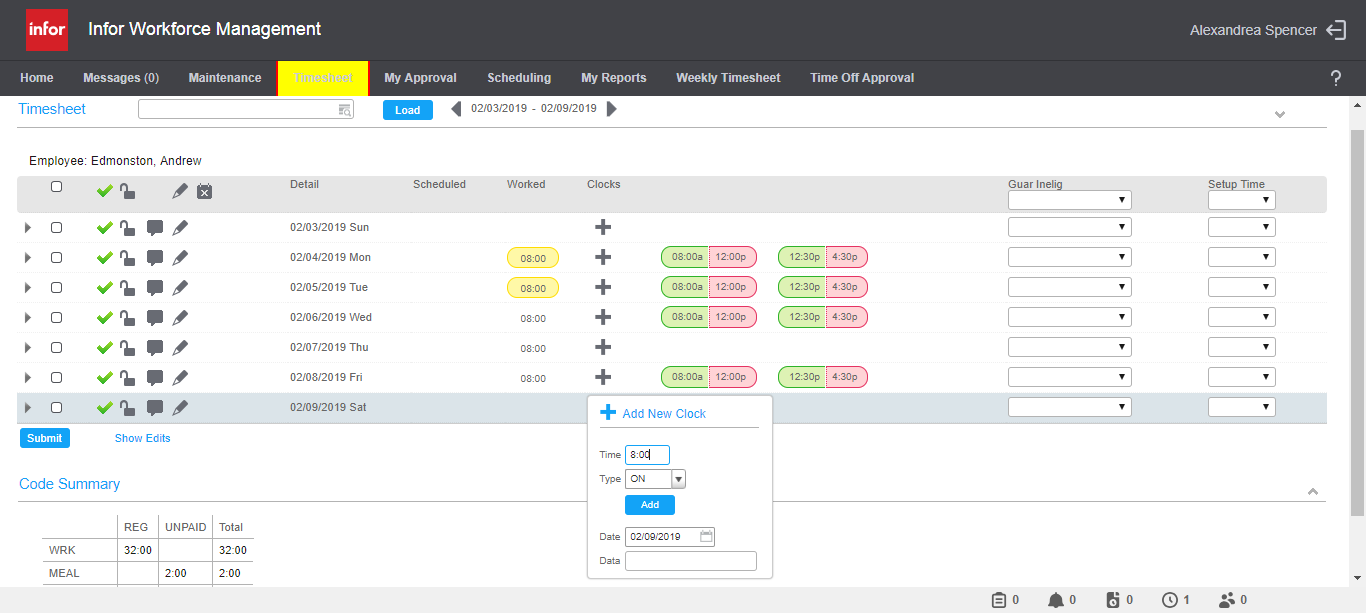 infor Infor Workforce Management Alexandrea Spencer
Home Messages (0) Maintenance Timesheet My Approval Scheduling My Reports Weekly Timesheet Time Off Approval ?
Timesheet Load 02/03/2019 - 02/09/2019
Employee: Edmonston, Andrew
Detail Scheduled Worked Clocks Guar Inelig Setup Time
02/03/2019 Sun
02/04/2019 Mon 08:00 08:00a 12:00p 12:30p 4:30p
02/05/2019 Tue 08:00 08:00a 12:00p 12:30p 4:30p
02/06/2019 Wed 08:00 08:00a 12:00p 12:30p 4:30p
02/07/2019 Thu 08:00
02/08/2019 Fri 08:00 08:00a 12:00p 12:30p 4:30p
02/09/2019 Sat
Add New Clock
Time 8:00
Type ON
Add
Date 02/09/2019
Data
Submit Show Edits
Code Summary
REG UNPAID Total
WRK 32:00 32:00
MEAL 2:00 2:00
0 0 0 1 0